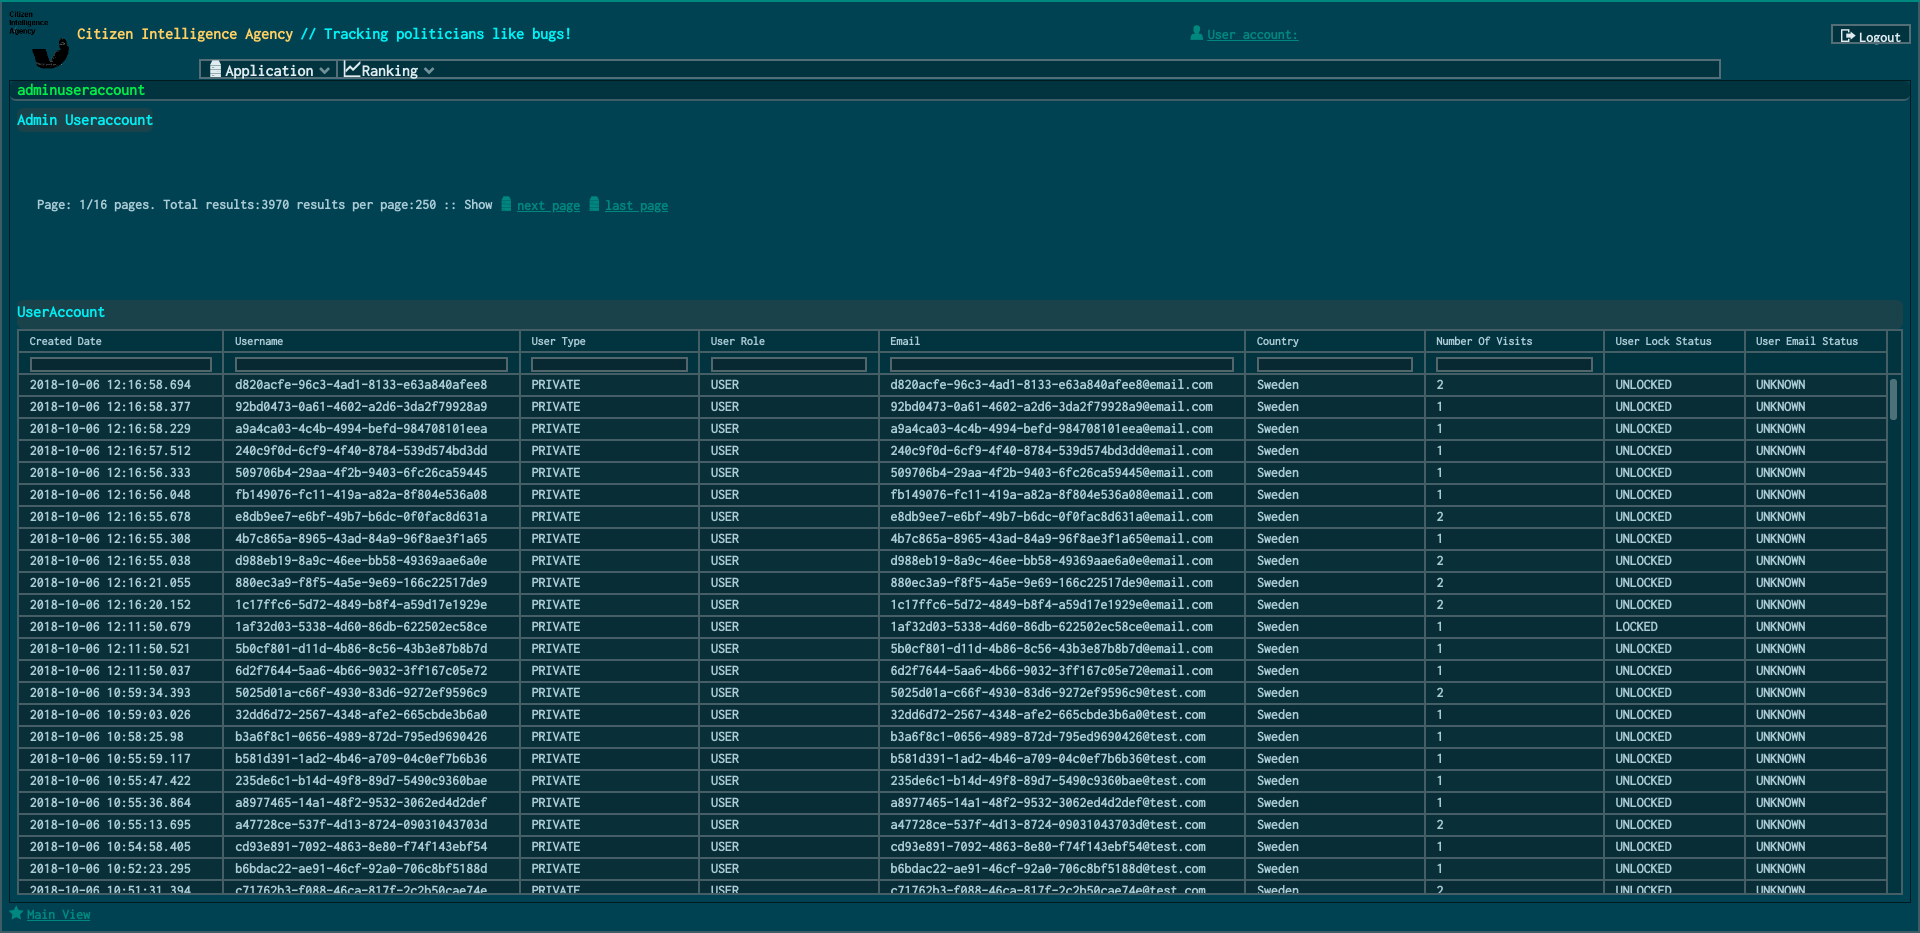 Citizen
Intelligence
Agency
Citizen Intelligence Agency // Tracking politicians like bugs!
User account:
Logout
Application Ranking
adminuseraccount
Admin Useraccount
Page: 1/16 pages. Total results:3970 results per page:250 :: Show next page last page
UserAccount
Created Date Username User Type User Role Email Country Number Of Visits User Lock Status User Email Status
2018-10-06 12:16:58.694 d820acfe-96c3-4ad1-8133-e63a840afee8 PRIVATE USER d820acfe-96c3-4ad1-8133-e63a840afee8@email.com Sweden 2 UNLOCKED UNKNOWN
2018-10-06 12:16:58.377 92bd0473-0a61-4602-a2d6-3da2f79928a9 PRIVATE USER 92bd0473-0a61-4602-a2d6-3da2f79928a9@email.com Sweden 1 UNLOCKED UNKNOWN
2018-10-06 12:16:58.229 a9a4ca03-4c4b-4994-befd-984708101eea PRIVATE USER a9a4ca03-4c4b-4994-befd-984708101eea@email.com Sweden 1 UNLOCKED UNKNOWN
2018-10-06 12:16:57.512 240c9f0d-6cf9-4f40-8784-539d574bd3dd PRIVATE USER 240c9f0d-6cf9-4f40-8784-539d574bd3dd@email.com Sweden 1 UNLOCKED UNKNOWN
2018-10-06 12:16:56.333 509706b4-29aa-4f2b-9403-6fc26ca59445 PRIVATE USER 509706b4-29aa-4f2b-9403-6fc26ca59445@email.com Sweden 1 UNLOCKED UNKNOWN
2018-10-06 12:16:56.048 fb149076-fc11-419a-a82a-8f804e536a08 PRIVATE USER fb149076-fc11-419a-a82a-8f804e536a08@email.com Sweden 1 UNLOCKED UNKNOWN
2018-10-06 12:16:55.678 e8db9ee7-e6bf-49b7-b6dc-0f0fac8d631a PRIVATE USER e8db9ee7-e6bf-49b7-b6dc-0f0fac8d631a@email.com Sweden 2 UNLOCKED UNKNOWN
2018-10-06 12:16:55.308 4b7c865a-8965-43ad-84a9-96f8ae3f1a65 PRIVATE USER 4b7c865a-8965-43ad-84a9-96f8ae3f1a65@email.com Sweden 1 UNLOCKED UNKNOWN
2018-10-06 12:16:55.038 d988eb19-8a9c-46ee-bb58-49369aae6a0e PRIVATE USER d988eb19-8a9c-46ee-bb58-49369aae6a0e@email.com Sweden 2 UNLOCKED UNKNOWN
2018-10-06 12:16:21.055 880ec3a9-f8f5-4a5e-9e69-166c22517de9 PRIVATE USER 880ec3a9-f8f5-4a5e-9e69-166c22517de9@email.com Sweden 2 UNLOCKED UNKNOWN
2018-10-06 12:16:20.152 1c17ffc6-5d72-4849-b8f4-a59d17e1929e PRIVATE USER 1c17ffc6-5d72-4849-b8f4-a59d17e1929e@email.com Sweden 2 UNLOCKED UNKNOWN
2018-10-06 12:11:50.679 1af32d03-5338-4d60-86db-622502ec58ce PRIVATE USER 1af32d03-5338-4d60-86db-622502ec58ce@email.com Sweden 1 LOCKED UNKNOWN
2018-10-06 12:11:50.521 5b0cf801-d11d-4b86-8c56-43b3e87b8b7d PRIVATE USER 5b0cf801-d11d-4b86-8c56-43b3e87b8b7d@email.com Sweden 1 UNLOCKED UNKNOWN
2018-10-06 12:11:50.037 6d2f7644-5aa6-4b66-9032-3ff167c05e72 PRIVATE USER 6d2f7644-5aa6-4b66-9032-3ff167c05e72@email.com Sweden 1 UNLOCKED UNKNOWN
2018-10-06 10:59:34.393 5025d01a-c66f-4930-83d6-9272ef9596c9 PRIVATE USER 5025d01a-c66f-4930-83d6-9272ef9596c9@test.com Sweden 2 UNLOCKED UNKNOWN
2018-10-06 10:59:03.026 32dd6d72-2567-4348-afe2-665cbde3b6a0 PRIVATE USER 32dd6d72-2567-4348-afe2-665cbde3b6a0@test.com Sweden 1 UNLOCKED UNKNOWN
2018-10-06 10:58:25.98 b3a6f8c1-0656-4989-872d-795ed9690426 PRIVATE USER b3a6f8c1-0656-4989-872d-795ed9690426@test.com Sweden 1 UNLOCKED UNKNOWN
2018-10-06 10:55:59.117 b581d391-1ad2-4b46-a709-04c0ef7b6b36 PRIVATE USER b581d391-1ad2-4b46-a709-04c0ef7b6b36@test.com Sweden 1 UNLOCKED UNKNOWN
2018-10-06 10:55:47.422 235de6c1-b14d-49f8-89d7-5490c9360bae PRIVATE USER 235de6c1-b14d-49f8-89d7-5490c9360bae@test.com Sweden 1 UNLOCKED UNKNOWN
2018-10-06 10:55:36.864 a8977465-14a1-48f2-9532-3062ed4d2def PRIVATE USER a8977465-14a1-48f2-9532-3062ed4d2def@test.com Sweden 1 UNLOCKED UNKNOWN
2018-10-06 10:55:13.695 a47728ce-537f-4d13-8724-09031043703d PRIVATE USER a47728ce-537f-4d13-8724-09031043703d@test.com Sweden 2 UNLOCKED UNKNOWN
2018-10-06 10:54:58.405 cd93e891-7092-4863-8e80-f74f143ebf54 PRIVATE USER cd93e891-7092-4863-8e80-f74f143ebf54@test.com Sweden 1 UNLOCKED UNKNOWN
2018-10-06 10:52:23.295 b6bdac22-ae91-46cf-92a0-706c8bf5188d PRIVATE USER b6bdac22-ae91-46cf-92a0-706c8bf5188d@test.com Sweden 1 UNLOCKED UNKNOWN
2018-10-06 10:51:31.394 c71762b3-f088-46ca-817f-2c2b50cae74e PRIVATE USER c71762b3-f088-46ca-817f-2c2b50cae74e@test.com Sweden 2 UNLOCKED UNKNOWN
Main View